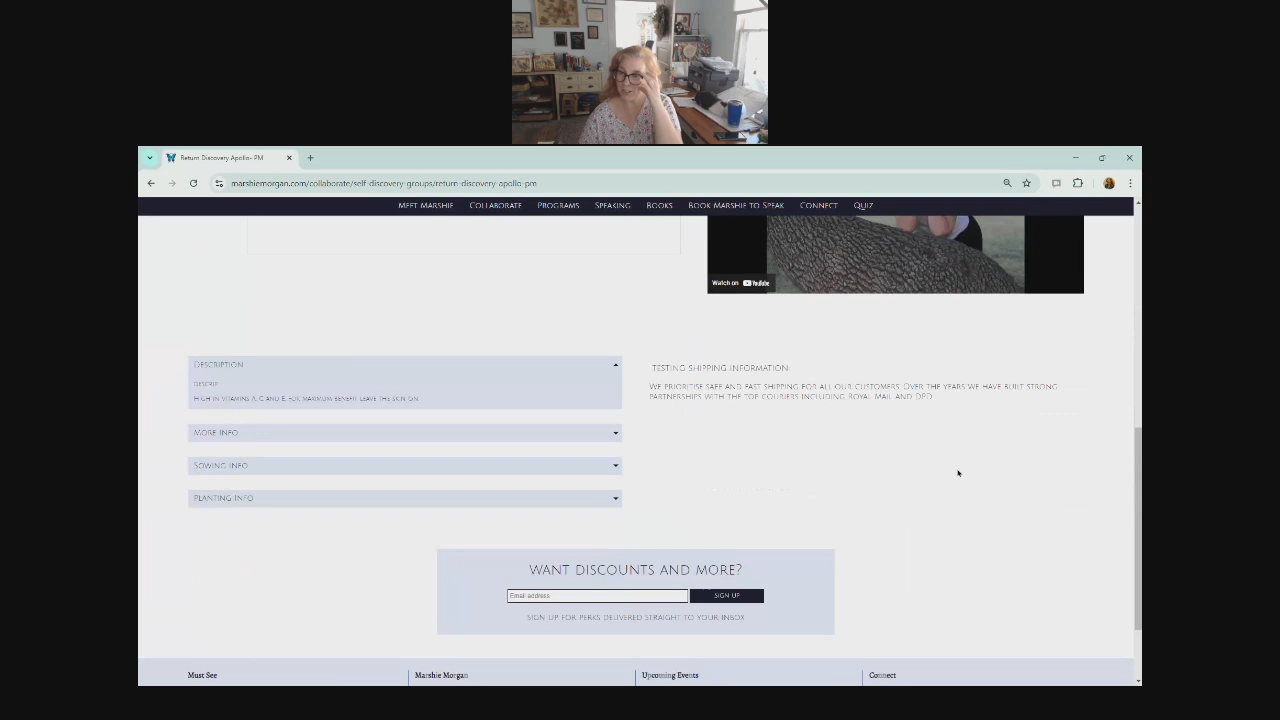 Return Discovery Apollo- PM
marshiemorgan.com/collaborate/self-discovery-groups/return-discovery-apollo-pm
Meet Marshie Collaborate Programs Speaking Books Book Marshie to Speak Connect Quiz
Watch on YouTube
Description
descrip
High in vitamins A, C and E, for maximum benefit leave the skin on
More Info
Sowing Info
Planting Info
Testing Shipping Information
We prioritise safe and fast shipping for all our customers. Over the years we have built strong
partnerships with the top couriers including Royal Mail and DPD
WANT DISCOUNTS AND MORE?
Email address
SIGN UP
SIGN UP FOR PERKS DELIVERED STRAIGHT TO YOUR INBOX
Must See
Marshie Morgan
Upcoming Events
Connect